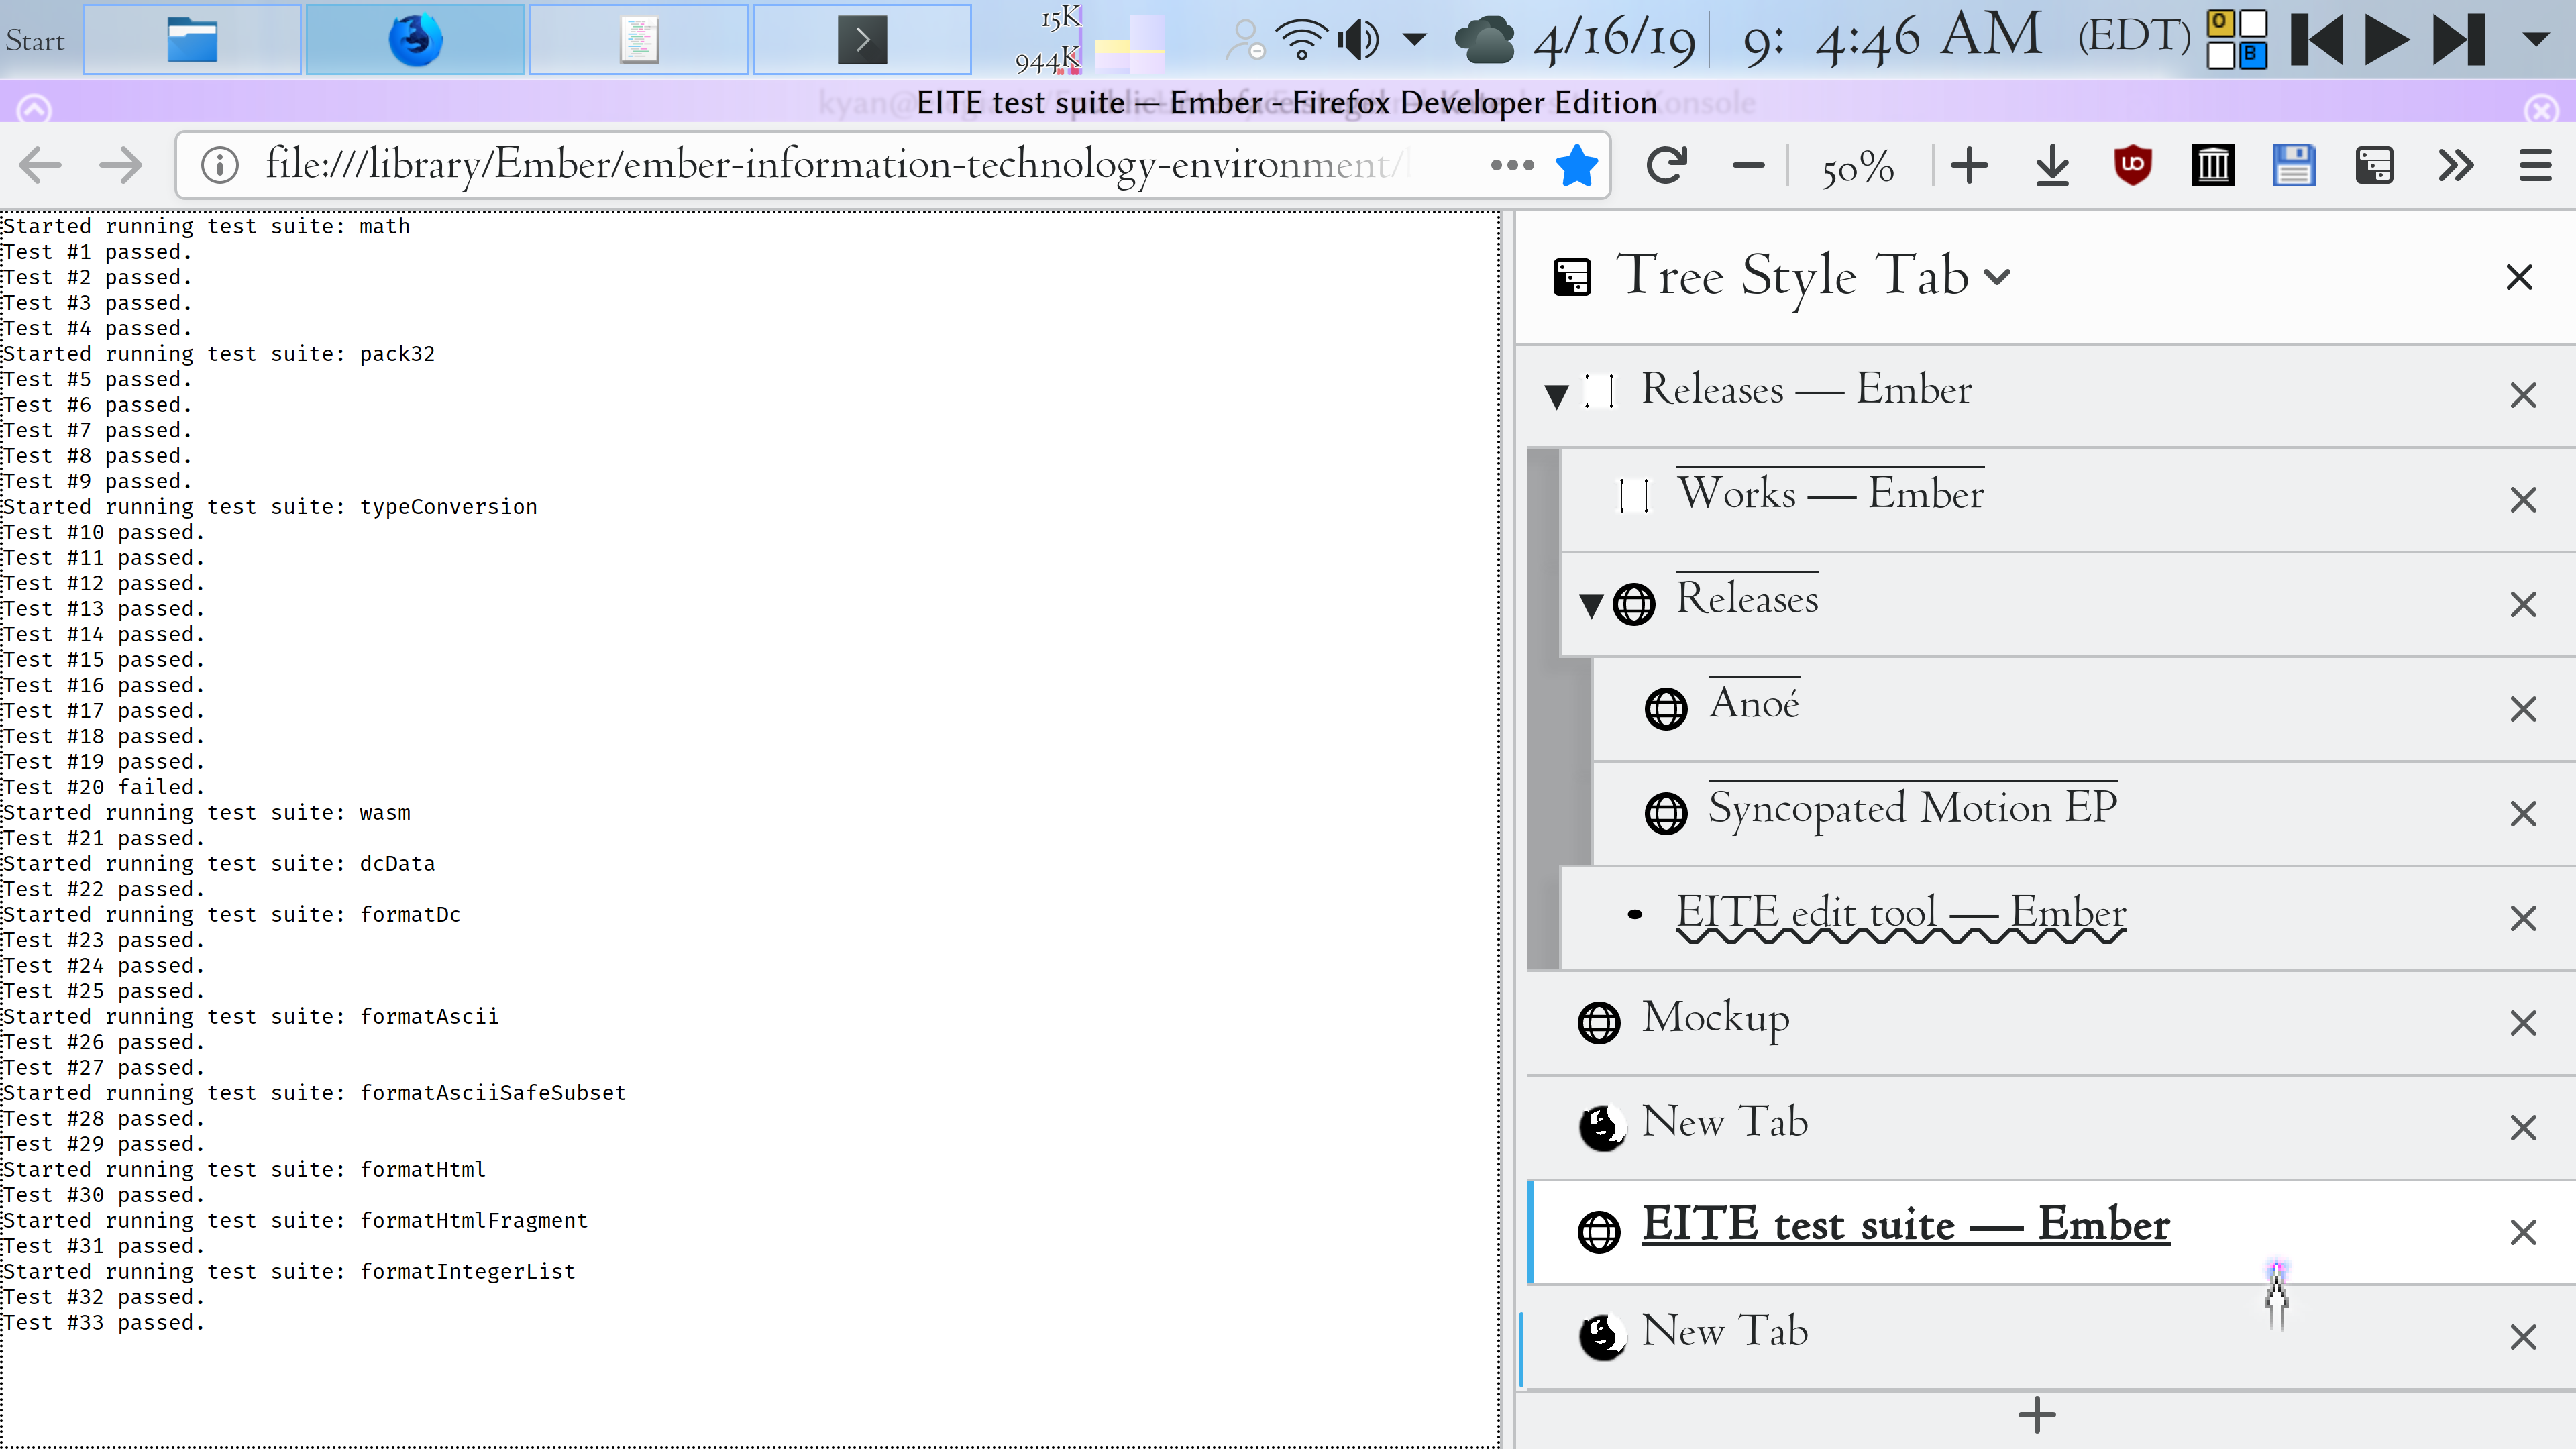 Start
15K
944K
4/16/19
9: 4:46 AM (EDT)
O
B
EITE test suite — Ember - Firefox Developer Edition
file:///library/Ember/ember-information-technology-environment/
50%
Started running test suite: math
Test #1 passed.
Test #2 passed.
Test #3 passed.
Test #4 passed.
Started running test suite: pack32
Test #5 passed.
Test #6 passed.
Test #7 passed.
Test #8 passed.
Test #9 passed.
Started running test suite: typeConversion
Test #10 passed.
Test #11 passed.
Test #12 passed.
Test #13 passed.
Test #14 passed.
Test #15 passed.
Test #16 passed.
Test #17 passed.
Test #18 passed.
Test #19 passed.
Test #20 failed.
Started running test suite: wasm
Test #21 passed.
Started running test suite: dcData
Test #22 passed.
Started running test suite: formatDc
Test #23 passed.
Test #24 passed.
Test #25 passed.
Started running test suite: formatAscii
Test #26 passed.
Test #27 passed.
Started running test suite: formatAsciiSafeSubset
Test #28 passed.
Test #29 passed.
Started running test suite: formatHtml
Test #30 passed.
Started running test suite: formatHtmlFragment
Test #31 passed.
Started running test suite: formatIntegerList
Test #32 passed.
Test #33 passed.
Tree Style Tab
Releases — Ember
Works — Ember
Releases
Anoé
Syncopated Motion EP
EITE edit tool — Ember
Mockup
New Tab
EITE test suite — Ember
New Tab